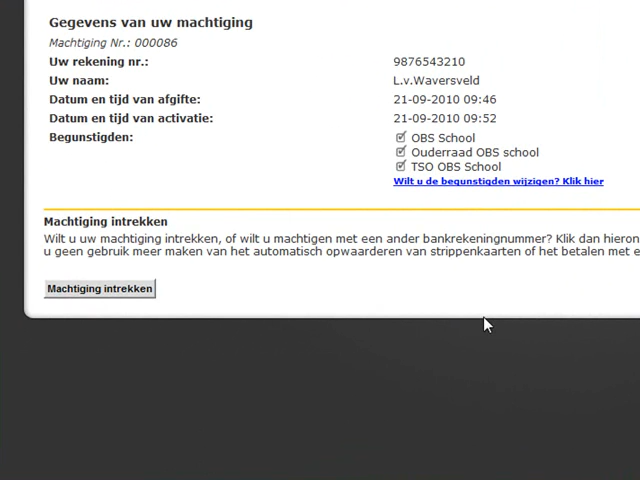 Gegevens van uw machtiging
Machtiging Nr.: 000086
Uw rekening nr.: 9876543210
Uw naam: L.v.Waversveld
Datum en tijd van afgifte: 21-09-2010 09:46
Datum en tijd van activatie: 21-09-2010 09:52
Begunstigden: OBS School
Ouderraad OBS school
TSO OBS School
Wilt u de begunstigden wijzigen? Klik hier
Machtiging intrekken
Wilt u uw machtiging intrekken, of wilt u machtigen met een ander bankrekeningnummer? Klik dan hieron
u geen gebruik meer maken van het automatisch opwaarderen van strippenkaarten of het betalen met e
Machtiging intrekken